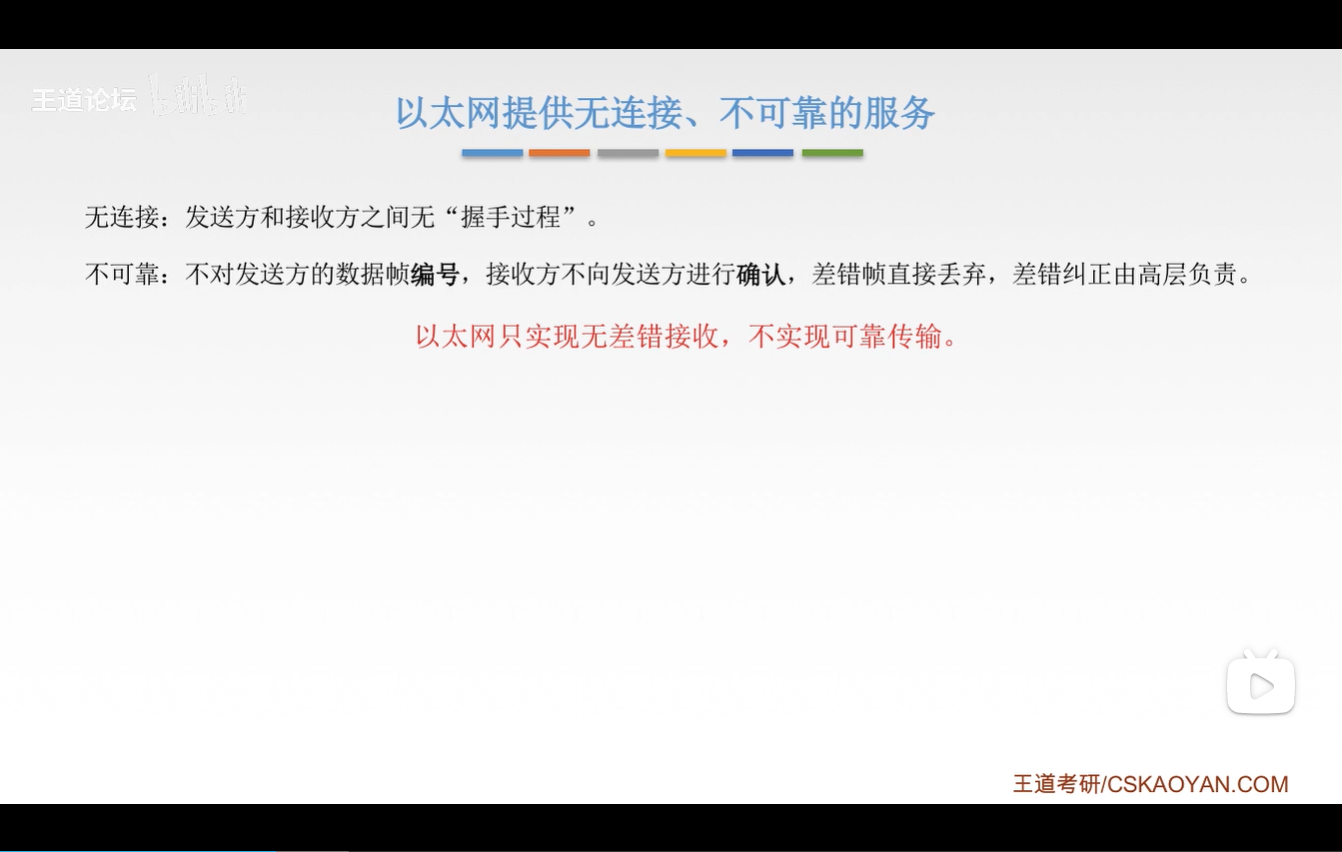 王道论坛 bilibili
以太网提供无连接、不可靠的服务
无连接：发送方和接收方之间无“握手过程”。
不可靠：不对发送方的数据帧编号，接收方不向发送方进行确认，差错帧直接丢弃，差错纠正由高层负责。
以太网只实现无差错接收，不实现可靠传输。
王道考研/CSKAOYAN.COM